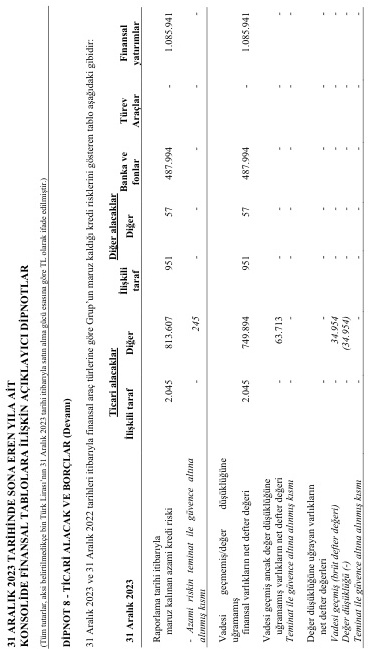 31 ARALIK 2023 TARİHİNDE SONA EREN YILA AİT
KONSOLİDE FİNANSAL TABLOLARA İLİŞKİN AÇIKLAYICI DİPNOTLAR
(Tüm tutarlar, aksi belirtilmedikçe bin Türk Lirası'nın 31 Aralık 2023 tarihi itibarıyla satın alma gücü esasına göre TL olarak ifade edilmiştir.)
DİPNOT 8 - TİCARİ ALACAK VE BORÇLAR (Devamı)
31 Aralık 2023 ve 31 Aralık 2022 tarihleri itibarıyla finansal araç türlerine göre Grup'un maruz kaldığı kredi risklerini gösteren tablo aşağıdaki gibidir:
Ticari alacaklar Diğer alacaklar
31 Aralık 2023 İlişkili taraf Diğer İlişkili taraf Diğer Banka ve fonlar Türev Araçlar Finansal yatırımlar
Raporlama tarihi itibarıyla
maruz kalınan azami kredi riski 2.045 813.607 951 57 487.994 - 1.085.941
- Azami riskin teminat ile güvence altına
alınmış kısmı - 245 - - - - -
Vadesi geçmemiş/değer düşüklüğüne
uğramamış
finansal varlıkların net defter değeri 2.045 749.894 951 57 487.994 - 1.085.941
Vadesi geçmiş ancak değer düşüklüğüne
uğramamış varlıkların net defter değeri - 63.713 - - - - -
Teminat ile güvence altına alınmış kısmı - - - - - - -
Değer düşüklüğüne uğrayan varlıkların
net defter değerleri - - - - - - -
Vadesi geçmiş (brüt defter değeri) - 34.954 - - - - -
Değer düşüklüğü (-) - (34.954) - - - - -
Teminat ile güvence altına alınmış kısmı - - - - - - -